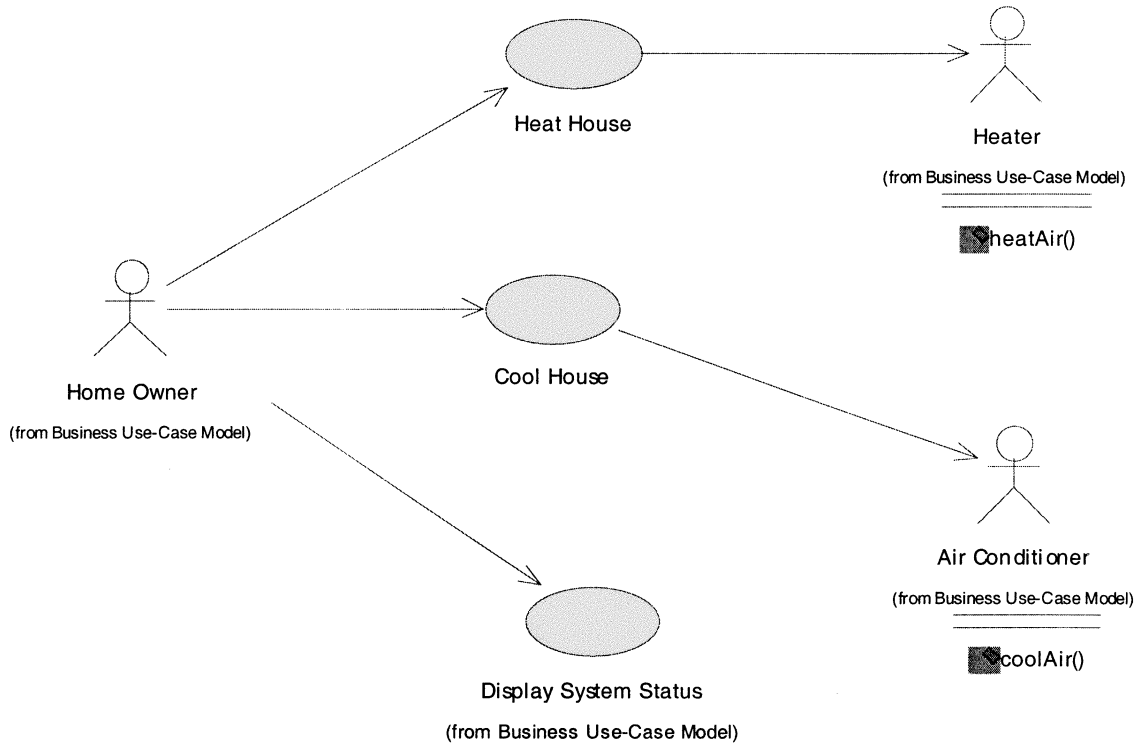 Heat House
Heater
(from Business Use-Case Model)
heatAir()
Home Owner
(from Business Use-Case Model)
Cool House
Air Conditioner
(from Business Use-Case Model)
coolAir()
Display System Status
(from Business Use-Case Model)